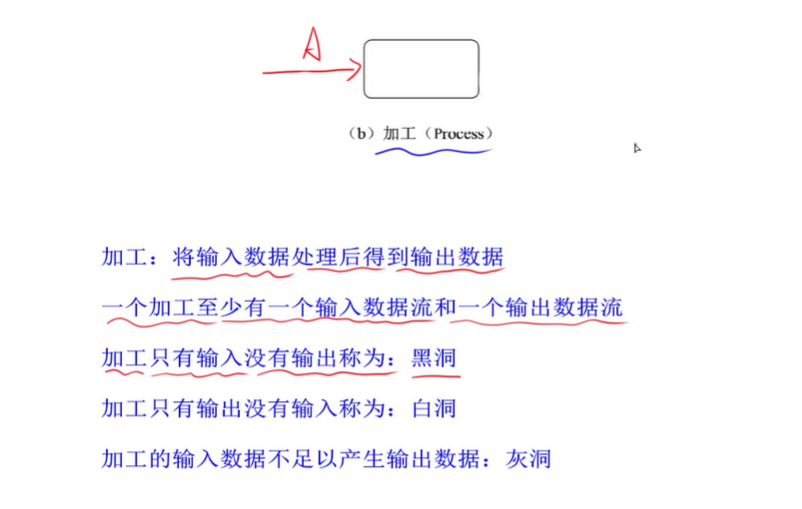 A
（b）加工（Process）
加工：将输入数据处理后得到输出数据
一个加工至少有一个输入数据流和一个输出数据流
加工只有输入没有输出称为：黑洞
加工只有输出没有输入称为：白洞
加工的输入数据不足以产生输出数据：灰洞